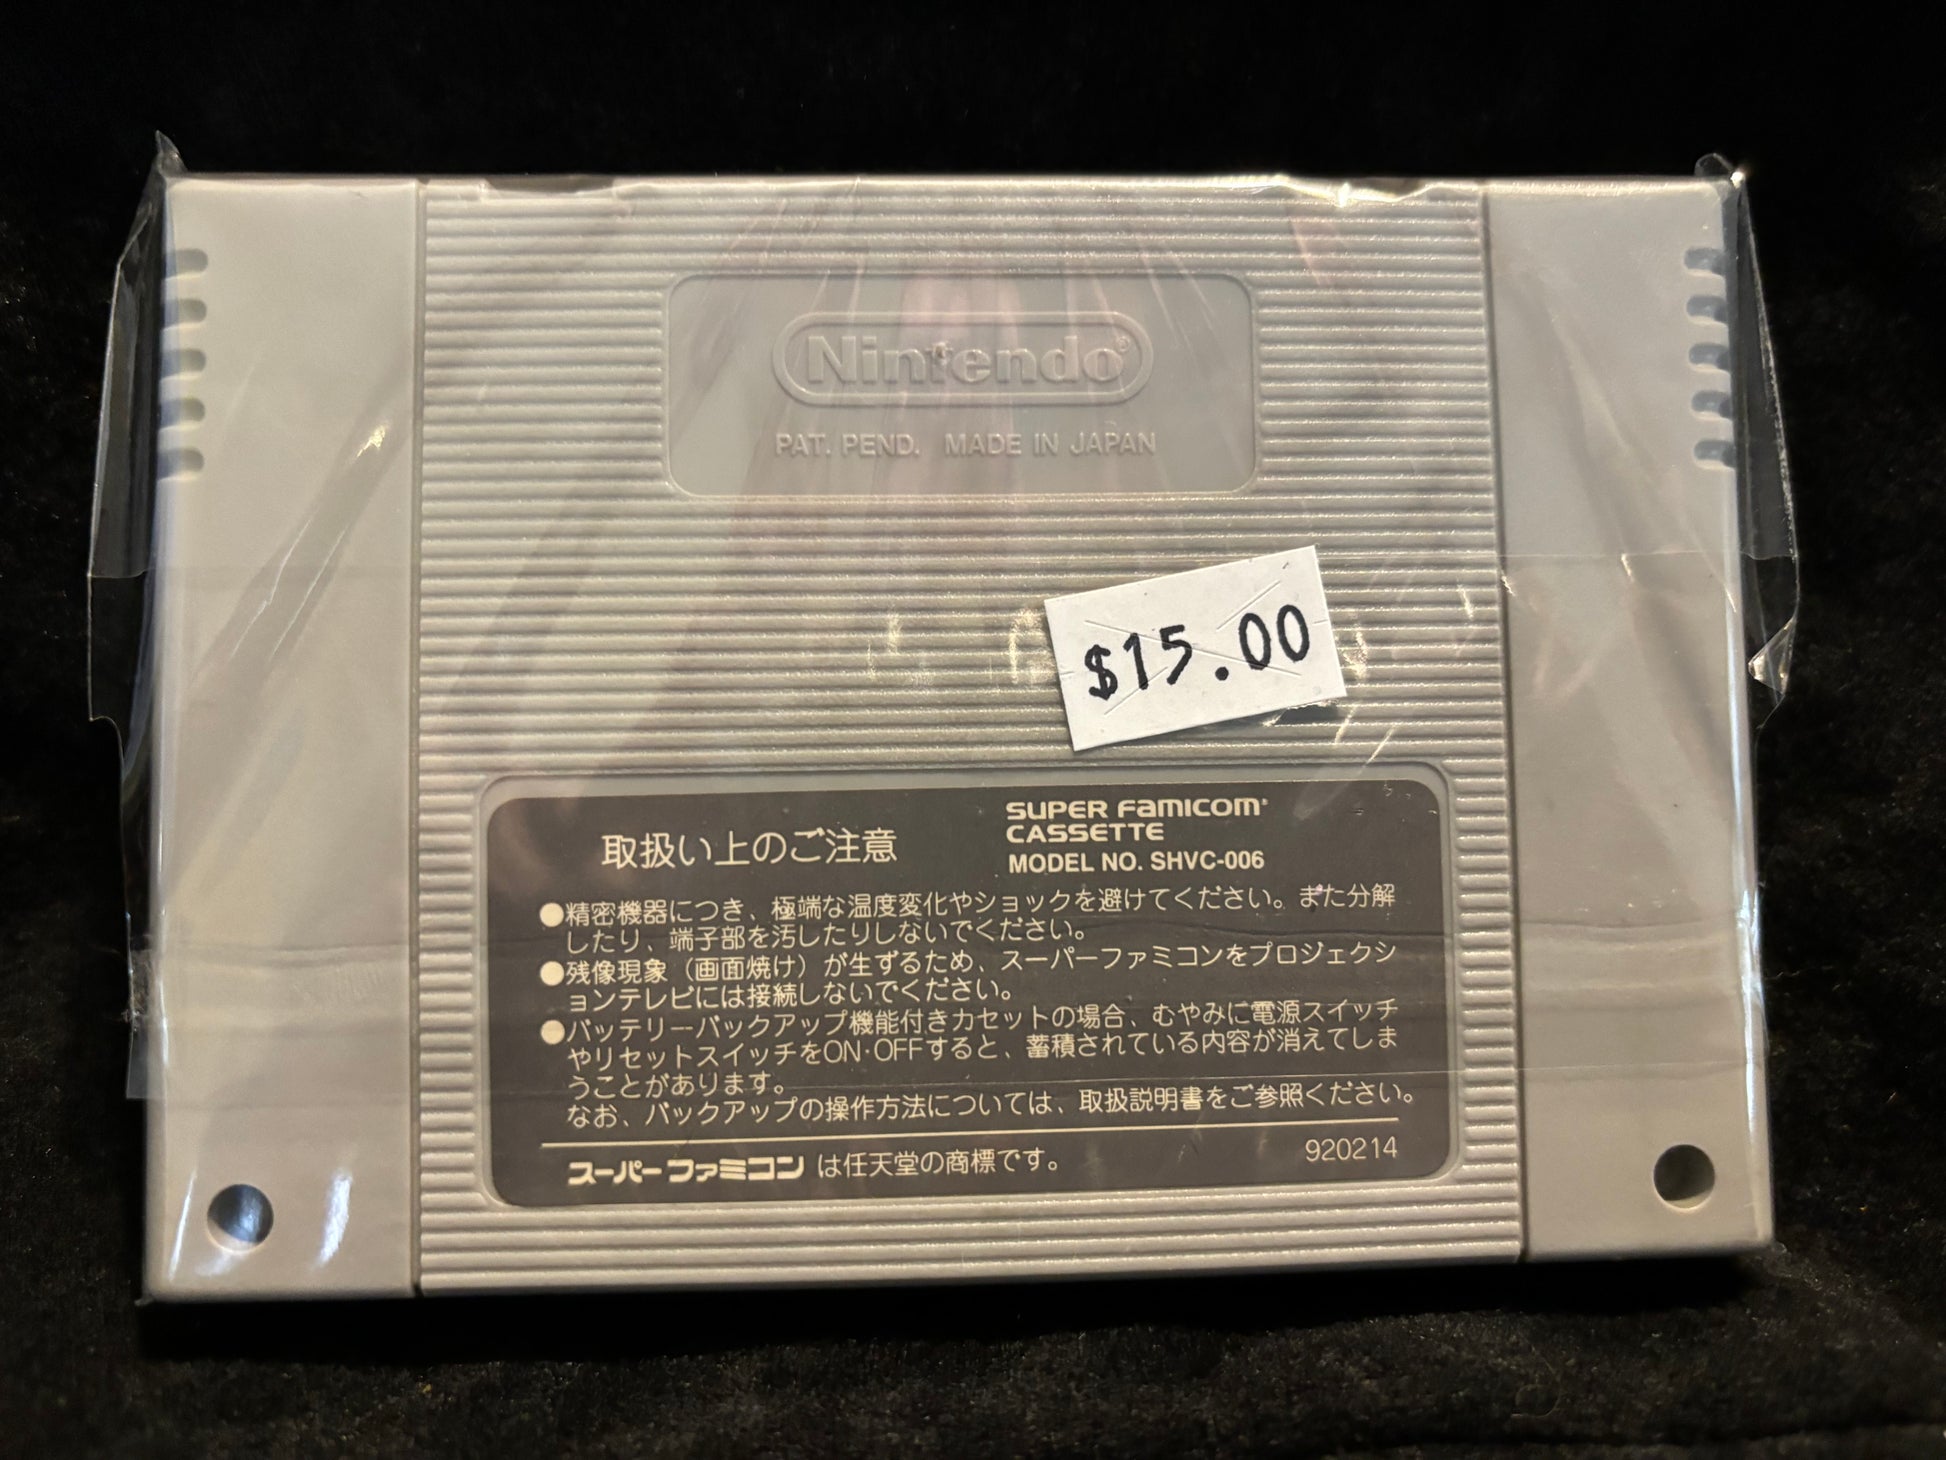 Nintendo®
PAT. PEND. MADE IN JAPAN
$15.00
取扱い上のご注意
SUPER FAMICOM
CASSETTE
MODEL NO. SHVC-006
●精密機器につき、極端な温度変化やショックを避けてください。また分解
したり、端子部を汚したりしないでください。
●残像現象（画面焼け）が生ずるため、スーパーファミコンをプロジェクシ
ョンテレビには接続しないでください。
●バッテリーバックアップ機能付きカセットの場合、むやみに電源スイッチ
やリセットスイッチをON·OFFすると、蓄積されている内容が消えてしま
うことがあります。
なお、バックアップの操作方法については、取扱説明書をご参照ください。
スーパーファミコン は任天堂の商標です。
920214